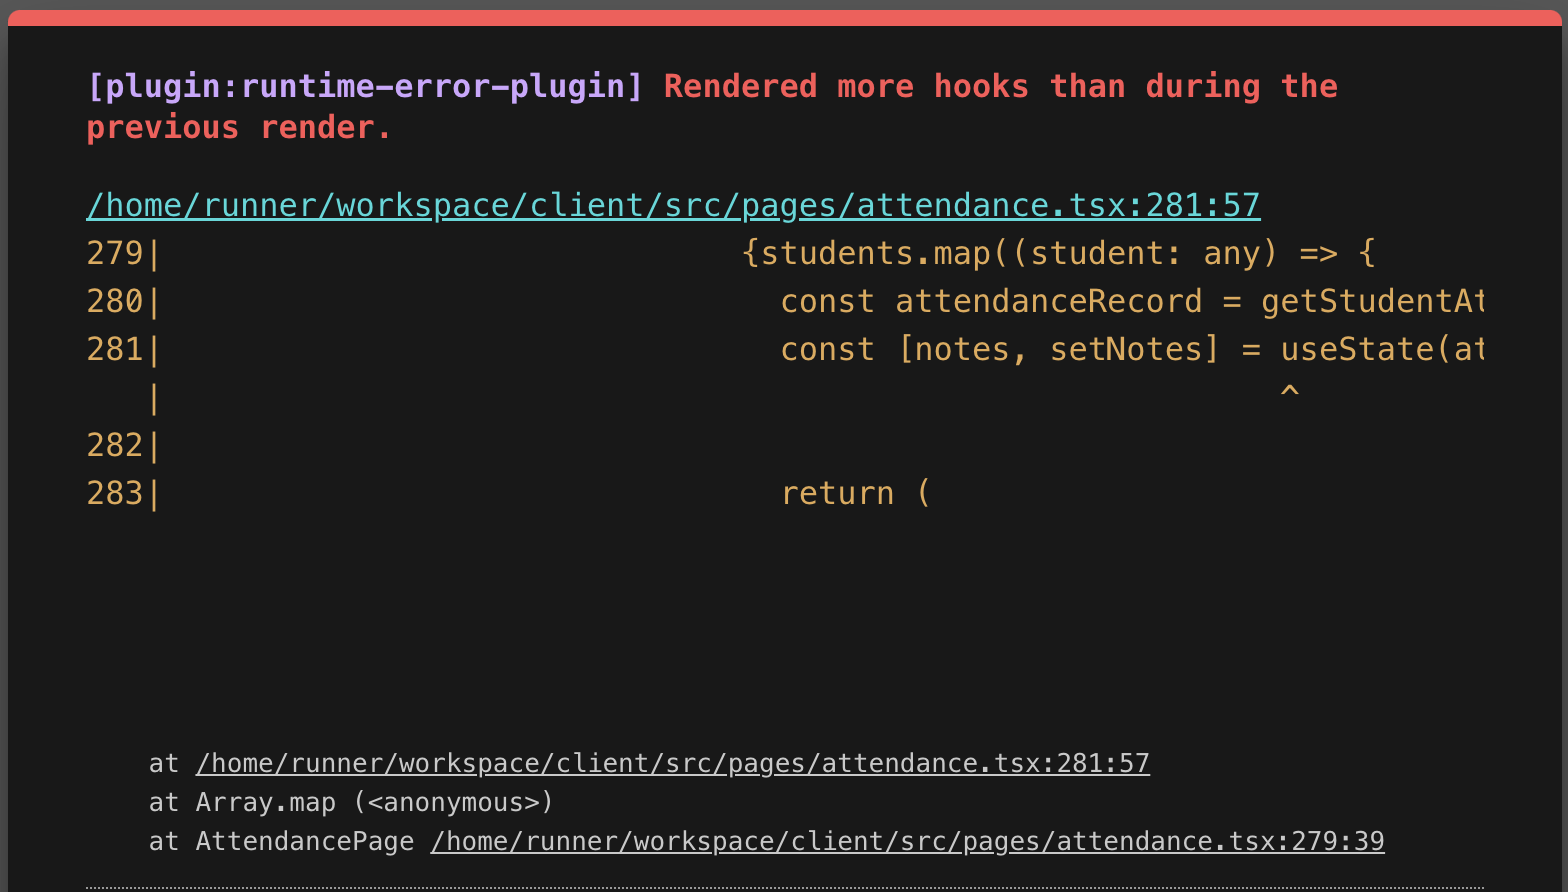 [plugin:runtime-error-plugin] Rendered more hooks than during the
previous render.
/home/runner/workspace/client/src/pages/attendance.tsx:281:57
279|                              {students.map((student: any) => {
280|                                const attendanceRecord = getStudentAt
281|                                const [notes, setNotes] = useState(at
   |                                                          ^
282|
283|                                return (
at /home/runner/workspace/client/src/pages/attendance.tsx:281:57
at Array.map (<anonymous>)
at AttendancePage /home/runner/workspace/client/src/pages/attendance.tsx:279:39